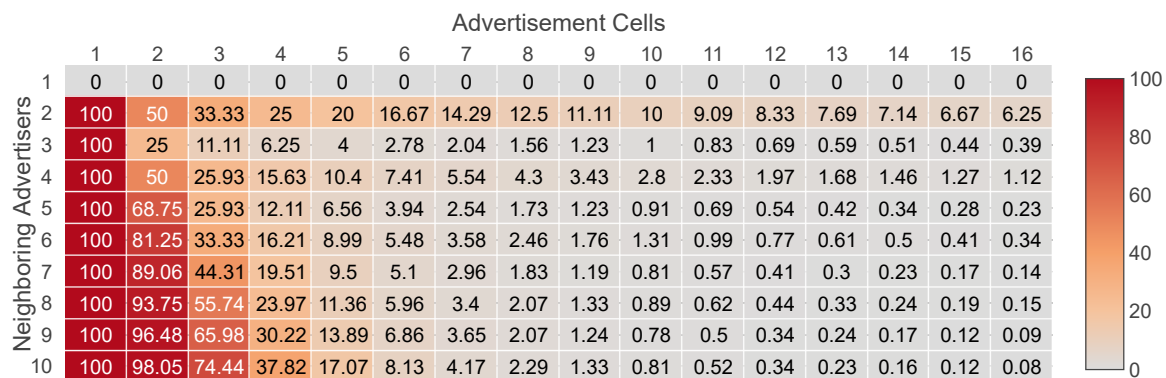 Advertisement Cells
1 2 3 4 5 6 7 8 9 10 11 12 13 14 15 16
Neighboring Advertisers
1 0 0 0 0 0 0 0 0 0 0 0 0 0 0 0 0
2 100 50 33.33 25 20 16.67 14.29 12.5 11.11 10 9.09 8.33 7.69 7.14 6.67 6.25
3 100 25 11.11 6.25 4 2.78 2.04 1.56 1.23 1 0.83 0.69 0.59 0.51 0.44 0.39
4 100 50 25.93 15.63 10.4 7.41 5.54 4.3 3.43 2.8 2.33 1.97 1.68 1.46 1.27 1.12
5 100 68.75 25.93 12.11 6.56 3.94 2.54 1.73 1.23 0.91 0.69 0.54 0.42 0.34 0.28 0.23
6 100 81.25 33.33 16.21 8.99 5.48 3.58 2.46 1.76 1.31 0.99 0.77 0.61 0.5 0.41 0.34
7 100 89.06 44.31 19.51 9.5 5.1 2.96 1.83 1.19 0.81 0.57 0.41 0.3 0.23 0.17 0.14
8 100 93.75 55.74 23.97 11.36 5.96 3.4 2.07 1.33 0.89 0.62 0.44 0.33 0.24 0.19 0.15
9 100 96.48 65.98 30.22 13.89 6.86 3.65 2.07 1.24 0.78 0.5 0.34 0.24 0.17 0.12 0.09
10 100 98.05 74.44 37.82 17.07 8.13 4.17 2.29 1.33 0.81 0.52 0.34 0.23 0.16 0.12 0.08
100
80
60
40
20
0